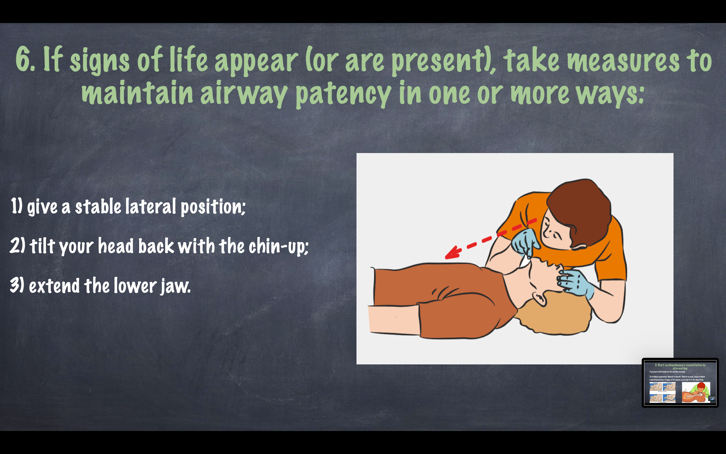 6. If signs of life appear (or are present), take measures to
maintain airway patency in one or more ways:
1) give a stable lateral position;
2) tilt your head back with the chin-up;
3) extend the lower jaw.